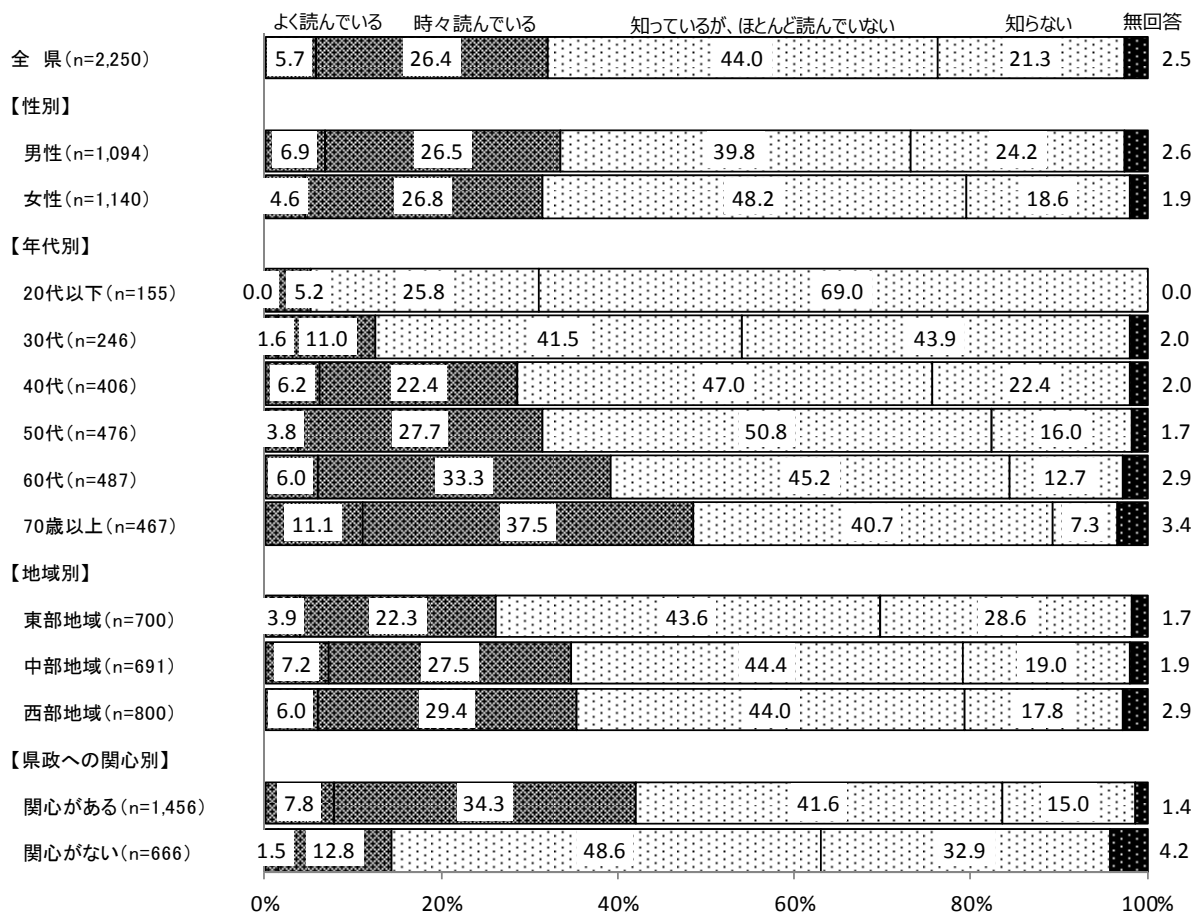 よく読んでいる 時々読んでいる 知っているが、ほとんど読んでいない 知らない 無回答
全 県(n=2,250) 5.7 26.4 44.0 21.3 2.5
【性別】
男性(n=1,094) 6.9 26.5 39.8 24.2 2.6
女性(n=1,140) 4.6 26.8 48.2 18.6 1.9
【年代別】
20代以下(n=155) 0.0 5.2 25.8 69.0 0.0
30代(n=246) 1.6 11.0 41.5 43.9 2.0
40代(n=406) 6.2 22.4 47.0 22.4 2.0
50代(n=476) 3.8 27.7 50.8 16.0 1.7
60代(n=487) 6.0 33.3 45.2 12.7 2.9
70歳以上(n=467) 11.1 37.5 40.7 7.3 3.4
【地域別】
東部地域(n=700) 3.9 22.3 43.6 28.6 1.7
中部地域(n=691) 7.2 27.5 44.4 19.0 1.9
西部地域(n=800) 6.0 29.4 44.0 17.8 2.9
【県政への関心別】
関心がある(n=1,456) 7.8 34.3 41.6 15.0 1.4
関心がない(n=666) 1.5 12.8 48.6 32.9 4.2
0% 20% 40% 60% 80% 100%